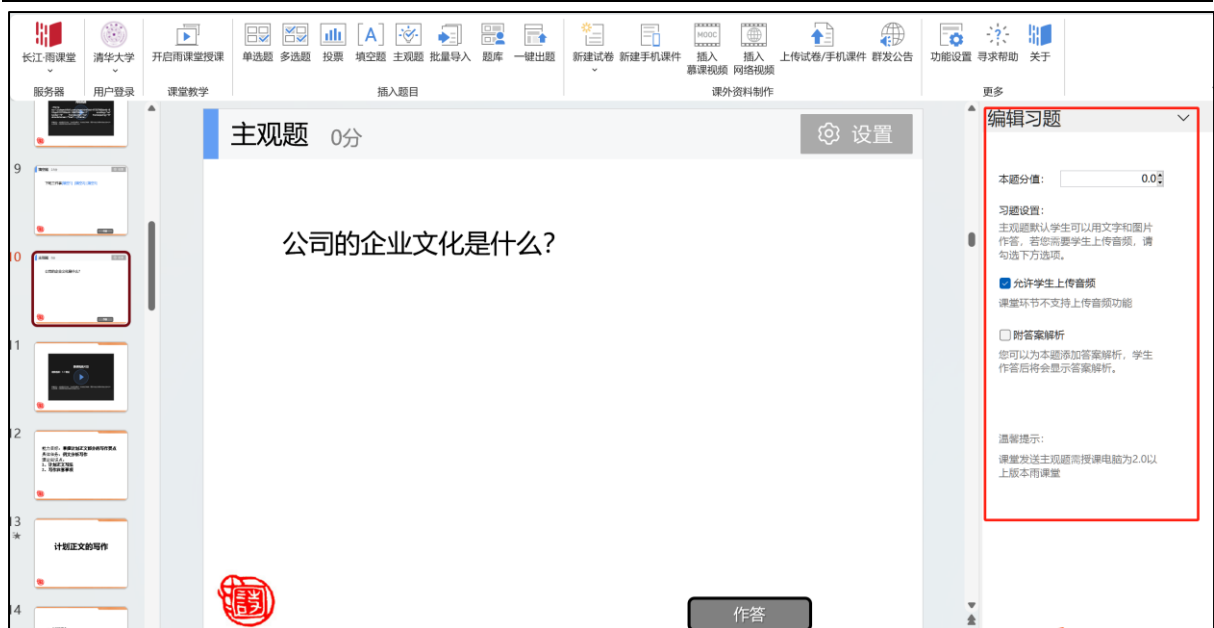 长江·雨课堂
清华大学
开启雨课堂授课
单选题
多选题
投票
填空题
主观题
批量导入
题库
一键出题
新建试卷
新建手机课件
插入
慕课视频
插入
网络视频
上传试卷/手机课件
群发公告
功能设置
寻求帮助
关于
MOOC
服务器
用户登录
课堂教学
插入题目
课外资料制作
更多
9
10
11
12
13
计划正文的写作
14
主观题 0分
设置
公司的企业文化是什么?
作答
编辑习题
本题分值:
0.0
习题设置:
主观题默认学生可以用文字和图片
作答,若您需要学生上传音频,请
勾选下方选项。
允许学生上传音频
课堂环节不支持上传音频功能
附答案解析
您可以为本题添加答案解析,学生
作答后将会显示答案解析。
温馨提示:
课堂发送主观题需授课电脑为2.0以
上版本雨课堂